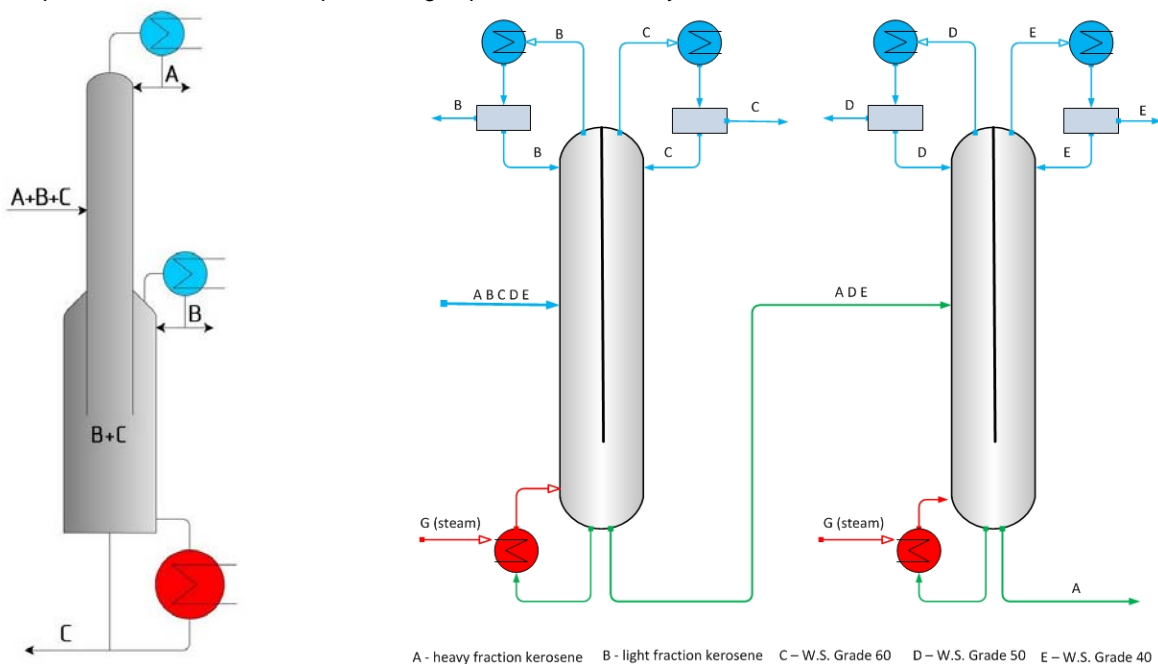 A
A+B+C
B
B+C
C
B
C
B
C
B
C
A B C D E
G (steam)
D
E
D
E
D
E
A D E
G (steam)
A
A - heavy fraction kerosene B - light fraction kerosene C – W.S. Grade 60 D – W.S. Grade 50 E – W.S. Grade 40